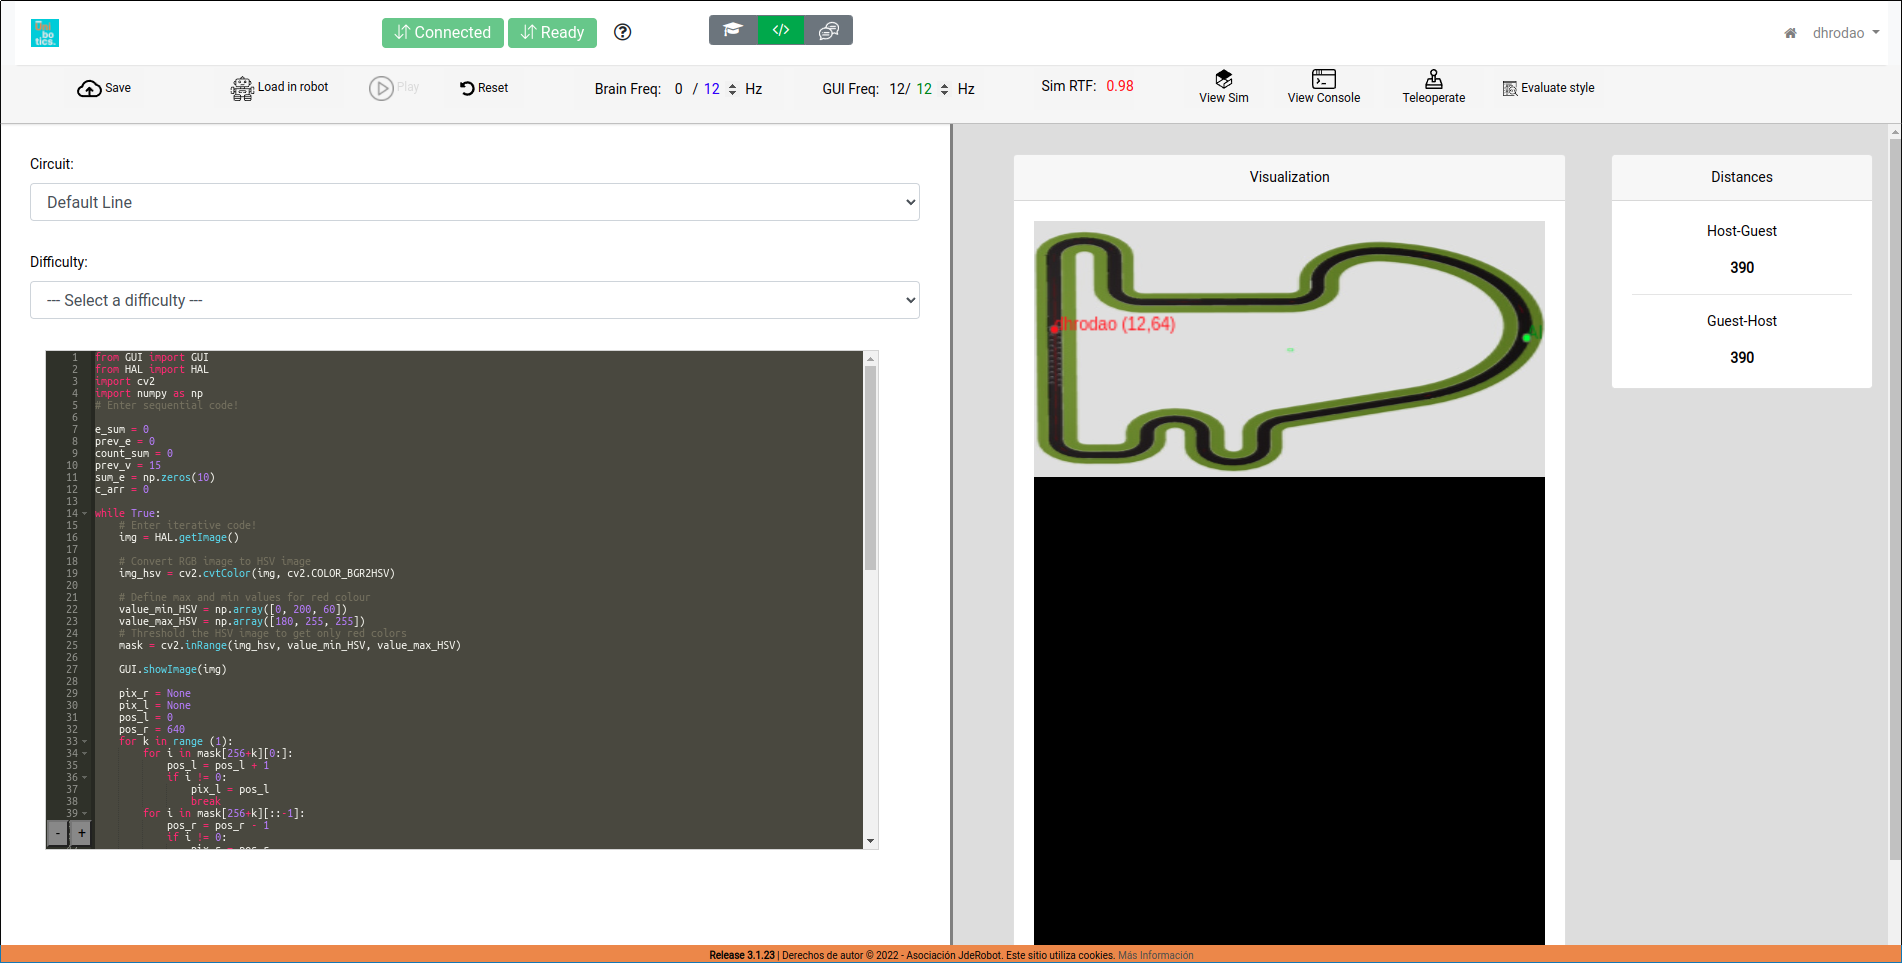 bo
tics.
Connected
Ready
dhrodao
Save
Load in robot
Play
Reset
Brain Freq: 0 / 12 Hz
GUI Freq: 12/ 12 Hz
Sim RTF: 0.98
View Sim
View Console
Teleoperate
Evaluate style
Circuit:
Default Line
Difficulty:
--- Select a difficulty ---
1 from GUI import GUI
2 from HAL import HAL
3 import cv2
4 import numpy as np
5 # Enter sequential code!
6
7 e_sum = 0
8 prev_e = 0
9 count_sum = 0
10 prev_v = 15
11 sum_e = np.zeros(10)
12 c_arr = 0
13
14 while True:
15 # Enter iterative code!
16 img = HAL.getImage()
17
18 # Convert RGB image to HSV image
19 img_hsv = cv2.cvtColor(img, cv2.COLOR_BGR2HSV)
20
21 # Define max and min values for red colour
22 value_min_HSV = np.array([0, 200, 60])
23 value_max_HSV = np.array([180, 255, 255])
24 # Threshold the HSV image to get only red colors
25 mask = cv2.inRange(img_hsv, value_min_HSV, value_max_HSV)
26
27 GUI.showImage(img)
28
29 pix_r = None
30 pix_l = None
31 pos_l = 0
32 pos_r = 640
33 for k in range (1):
34 for i in mask[256+k][0:]:
35 pos_l = pos_l + 1
36 if i != 0:
37 pix_l = pos_l
38 break
39 for i in mask[256+k][::-1]:
pos_r = pos_r - 1
if i != 0:
- +
Visualization
dhrodao (12,64)
Distances
Host-Guest
390
Guest-Host
390
Release 3.1.23 | Derechos de autor © 2022 - Asociación JdeRobot. Este sitio utiliza cookies. Más Información